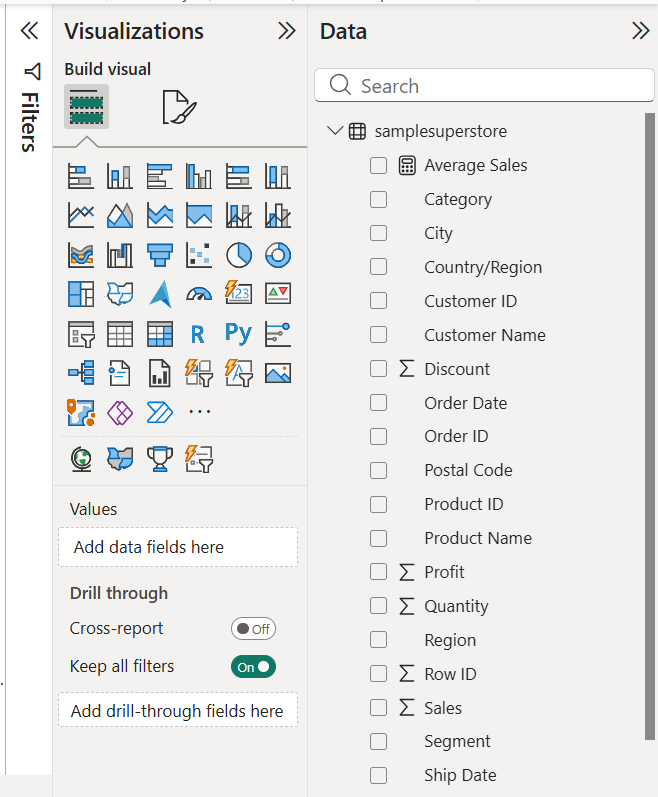 Filters
Visualizations
Build visual
123
R
Py
...
Values
Add data fields here
Drill through
Cross-report
Off
Keep all filters
On
Add drill-through fields here
Data
Search
samplesuperstore
Average Sales
Category
City
Country/Region
Customer ID
Customer Name
∑ Discount
Order Date
Order ID
Postal Code
Product ID
Product Name
∑ Profit
∑ Quantity
Region
∑ Row ID
∑ Sales
Segment
Ship Date